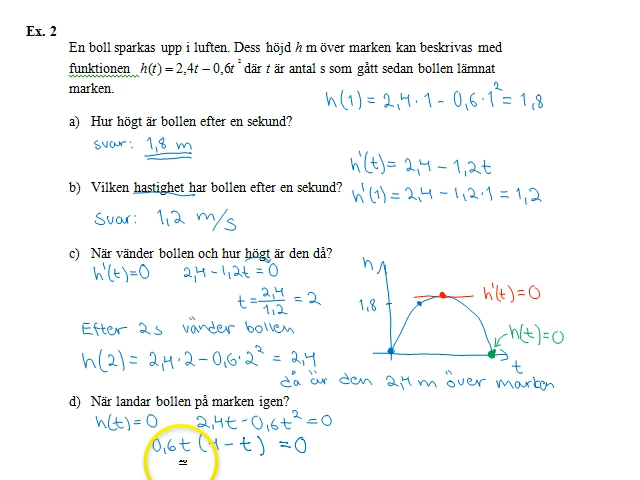 Ex. 2
En boll sparkas upp i luften. Dess höjd h m över marken kan beskrivas med
funktionen h(t) = 2,4t − 0,6t² där t är antal s som gått sedan bollen lämnat
marken.
h(1) = 2,4 · 1 − 0,6 · 1² = 1,8
a) Hur högt är bollen efter en sekund?
svar: 1,8 m
h'(t) = 2,4 − 1,2t
b) Vilken hastighet har bollen efter en sekund?
h'(1) = 2,4 − 1,2 · 1 = 1,2
svar: 1,2 m/s
c) När vänder bollen och hur högt är den då?
h'(t) = 0 2,4 − 1,2t = 0
t = 2,4/1,2 = 2
Efter 2s vänder bollen
h(2) = 2,4 · 2 − 0,6 · 2² = 2,4
då är den 2,4 m över marken
h
1,8
h'(t) = 0
h(t) = 0
t
d) När landar bollen på marken igen?
h(t) = 0 2,4t − 0,6t² = 0
0,6t (4 − t) = 0